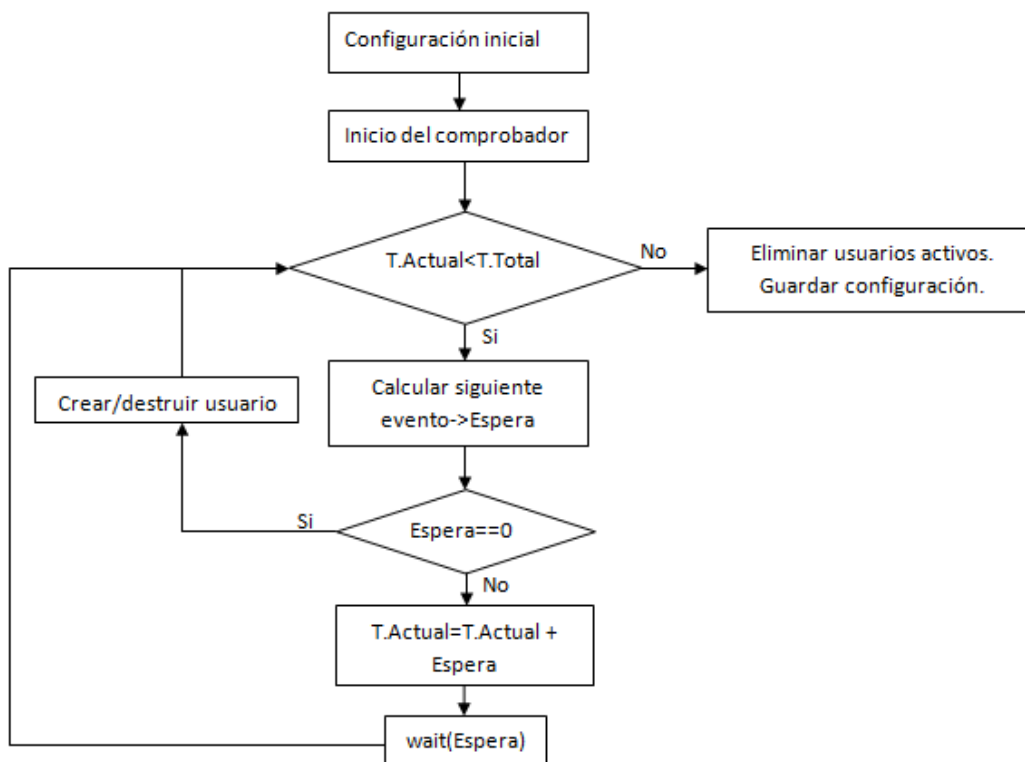 Configuración inicial
Inicio del comprobador
T.Actual<T.Total
No
Eliminar usuarios activos.
Guardar configuración.
Si
Calcular siguiente
evento->Espera
Crear/destruir usuario
Si
Espera==0
No
T.Actual=T.Actual +
Espera
wait(Espera)